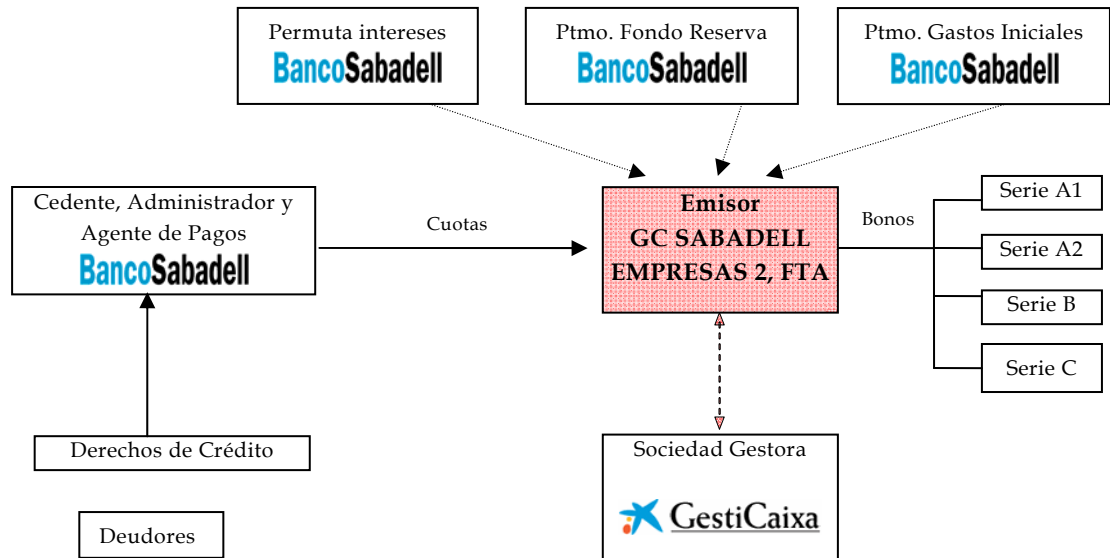 Permuta intereses
BancoSabadell
Ptmo. Fondo Reserva
BancoSabadell
Ptmo. Gastos Iniciales
BancoSabadell
Cedente, Administrador y
Agente de Pagos
BancoSabadell
Cuotas
Emisor
GC SABADELL
EMPRESAS 2, FTA
Bonos
Serie A1
Serie A2
Serie B
Serie C
Derechos de Crédito
Deudores
Sociedad Gestora
GestiCaixa